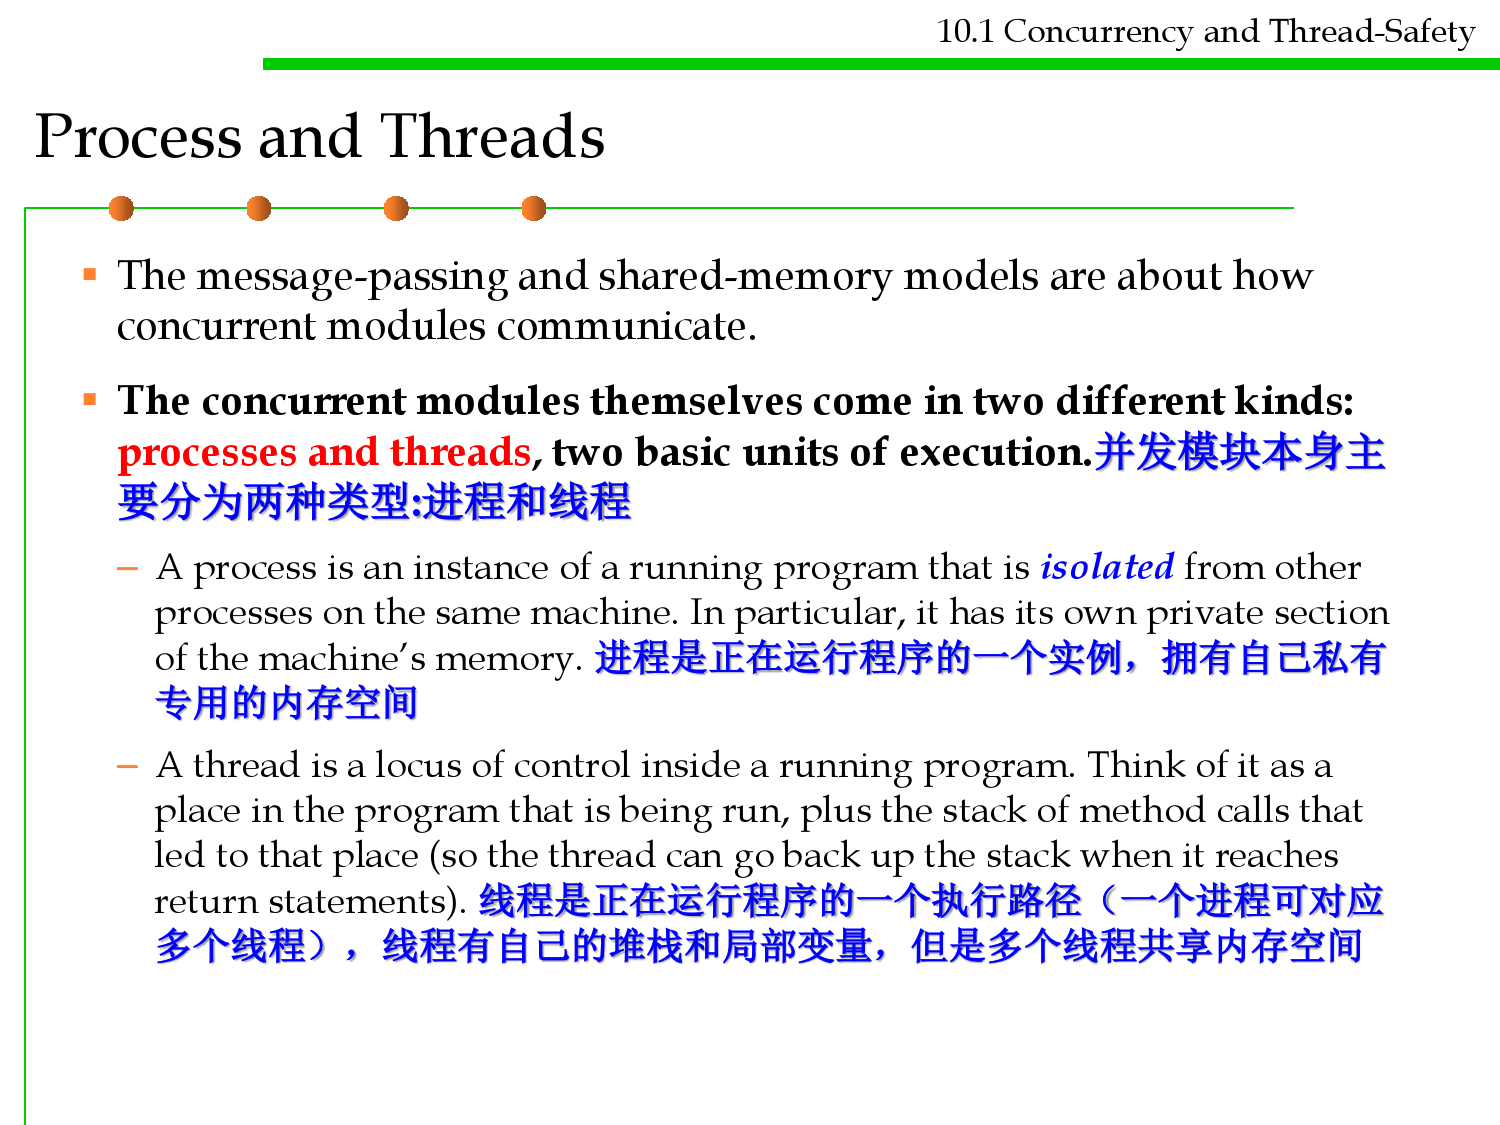 10.1 Concurrency and Thread-Safety
Process and Threads
▪ The message-passing and shared-memory models are about how
concurrent modules communicate.
▪ The concurrent modules themselves come in two different kinds:
processes and threads, two basic units of execution.并发模块本身主
要分为两种类型:进程和线程
– A process is an instance of a running program that is isolated from other
processes on the same machine. In particular, it has its own private section
of the machine’s memory. 进程是正在运行程序的一个实例，拥有自己私有
专用的内存空间
– A thread is a locus of control inside a running program. Think of it as a
place in the program that is being run, plus the stack of method calls that
led to that place (so the thread can go back up the stack when it reaches
return statements). 线程是正在运行程序的一个执行路径（一个进程可对应
多个线程），线程有自己的堆栈和局部变量，但是多个线程共享内存空间